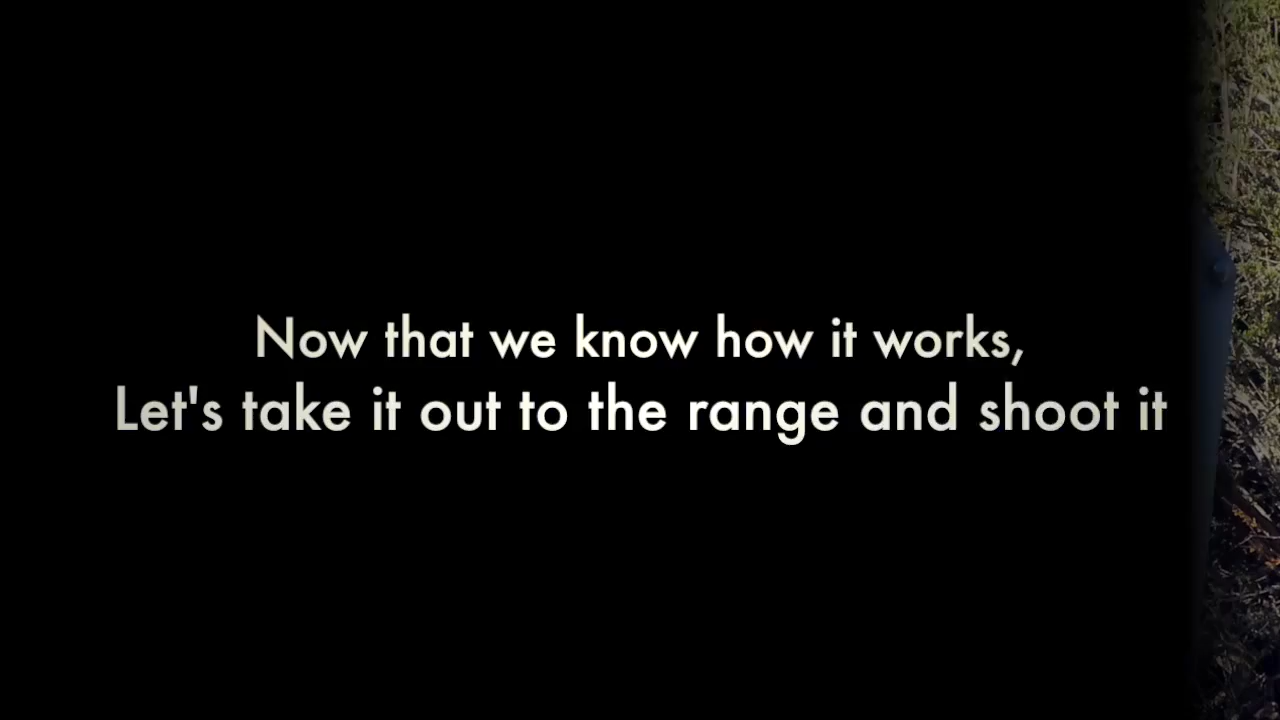 Now that we know how it works,
Let's take it out to the range and shoot it